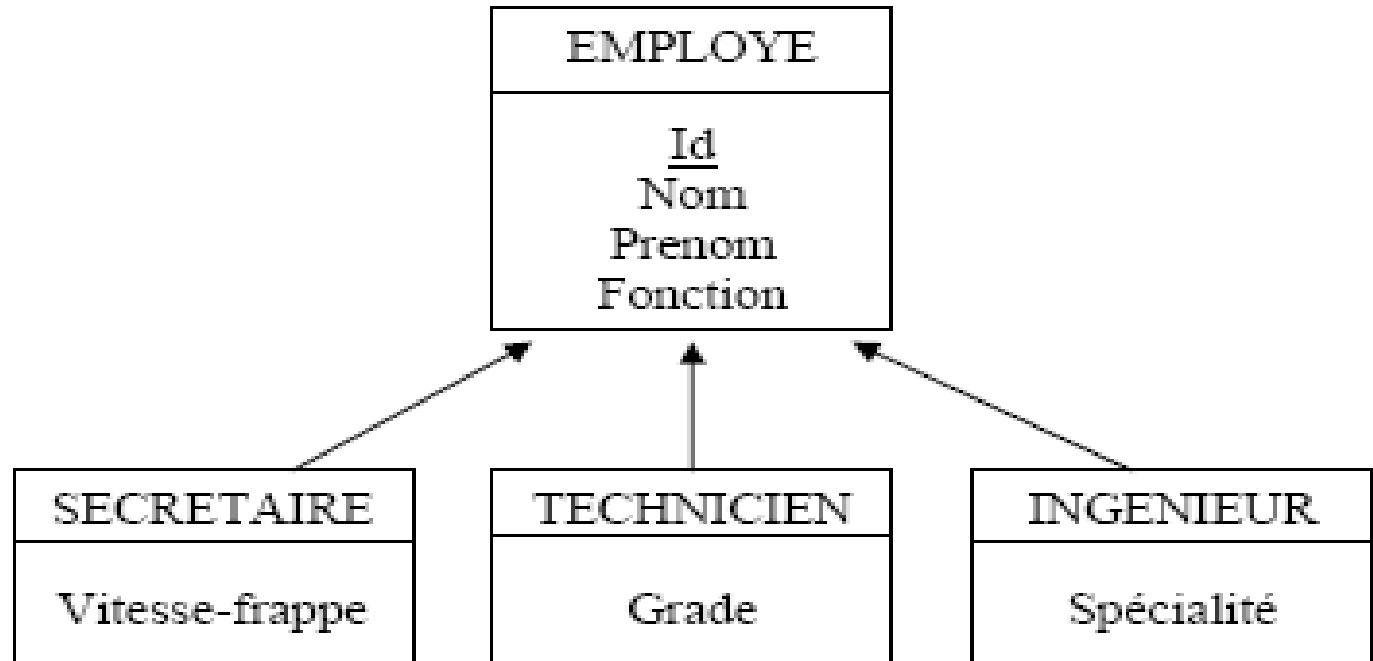 EMPLOYE
Id
Nom
Prenom
Fonction
SECRETAIRE
Vitesse-frappe
TECHNICIEN
Grade
INGENIEUR
Spécialité